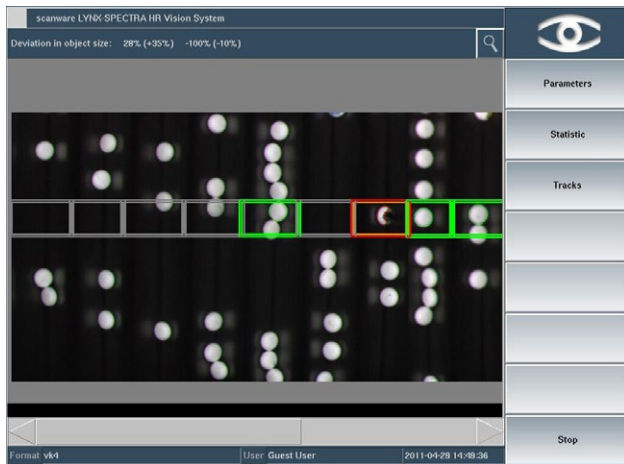 scanware LYNX-SPECTRA HR Vision System
Deviation in object size: 28% (+35%) -100% (-10%)
Parameters
Statistic
Tracks
Stop
Format vk4
User Guest User
2011-04-28 14:48:36